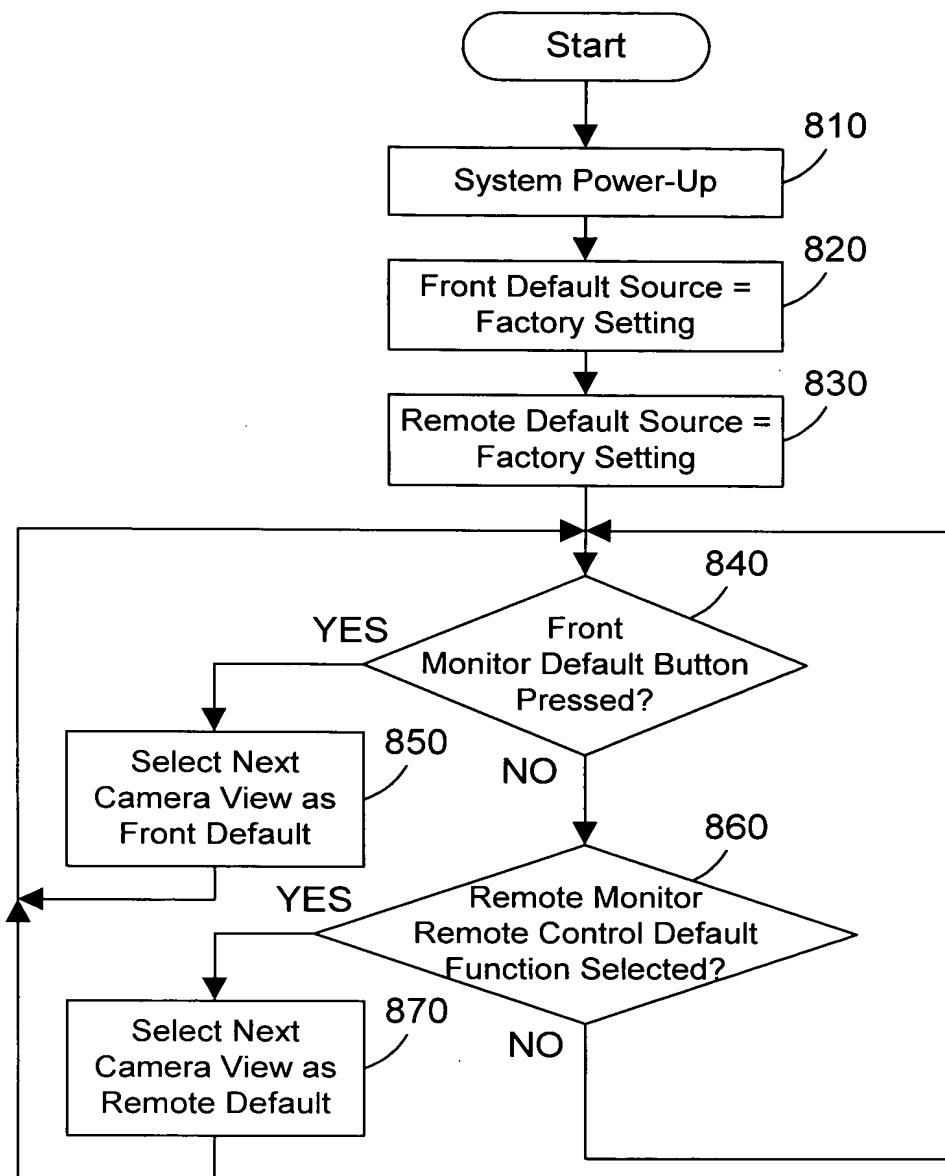 Start
810
System Power-Up
820
Front Default Source =
Factory Setting
830
Remote Default Source =
Factory Setting
840
YES
Front
Monitor Default Button
Pressed?
850
Select Next
Camera View as
Front Default
NO
860
YES
Remote Monitor
Remote Control Default
Function Selected?
870
Select Next
Camera View as
Remote Default
NO